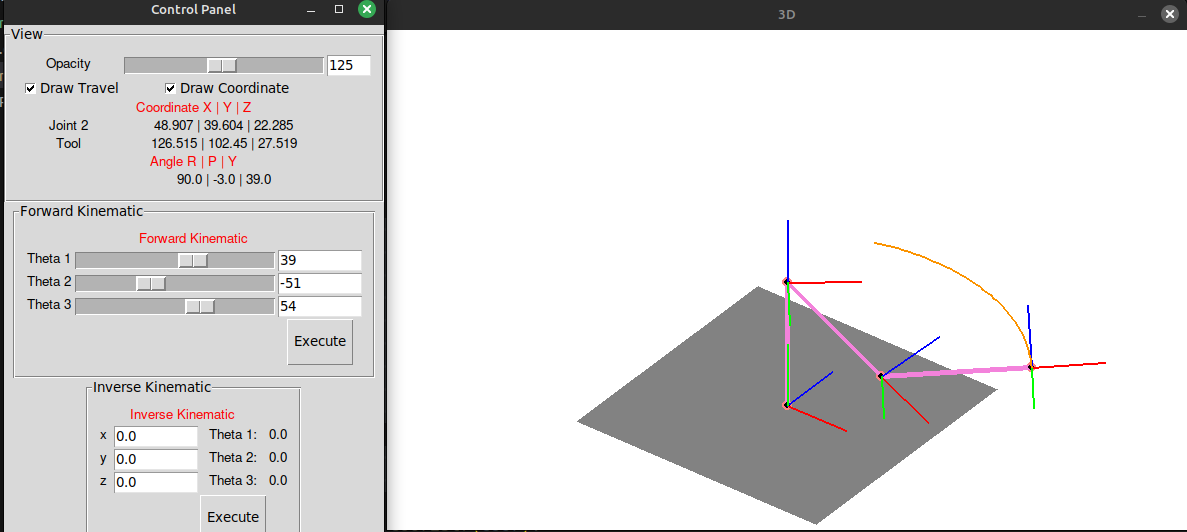 Control Panel
3D
View
Opacity 125
Draw Travel Draw Coordinate
Coordinate X | Y | Z
Joint 2 48.907 | 39.604 | 22.285
Tool 126.515 | 102.45 | 27.519
Angle R | P | Y
90.0 | -3.0 | 39.0
Forward Kinematic
Forward Kinematic
Theta 1 39
Theta 2 -51
Theta 3 54
Execute
Inverse Kinematic
Inverse Kinematic
x 0.0 Theta 1: 0.0
y 0.0 Theta 2: 0.0
z 0.0 Theta 3: 0.0
Execute